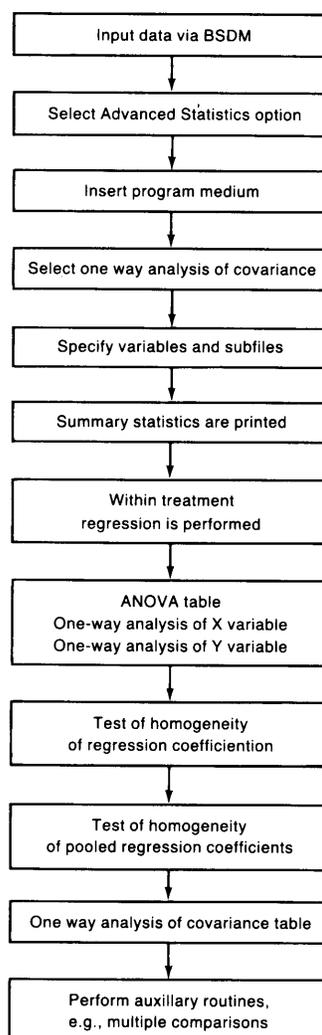 Input data via BSDM
Select Advanced Statistics option
Insert program medium
Select one way analysis of covariance
Specify variables and subfiles
Summary statistics are printed
Within treatment
regression is performed
ANOVA table
One-way analysis of X variable
One-way analysis of Y variable
Test of homogeneity
of regression coefficiention
Test of homogeneity
of pooled regression coefficients
One way analysis of covariance table
Perform auxillary routines,
e.g., multiple comparisons